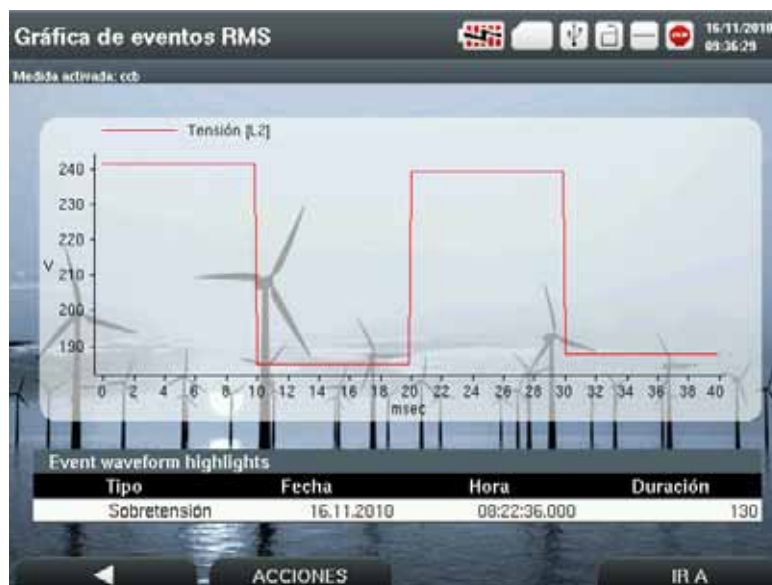 Gráfica de eventos RMS
16/11/2010
09:36:29
Medida activada: ccb
Tensión [L2]
240
230
220
V 210
200
190
0 2 4 6 8 10 12 14 16 18 20 22 24 26 28 30 32 34 36 38 40
msec
Event waveform highlights
Tipo Fecha Hora Duración
Sobretensión 16.11.2010 08:22:36.000 130
ACCIONES IR A